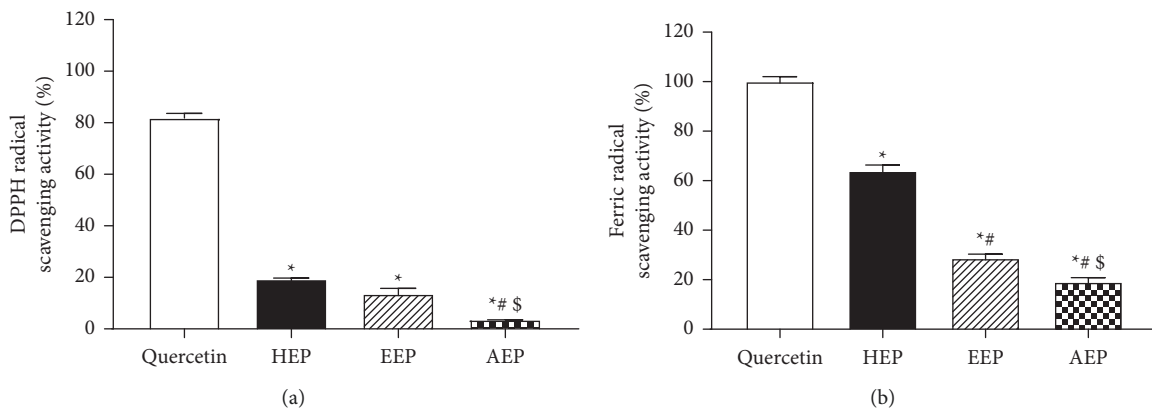 DPPH radical
scavenging activity (%)
120
100
80
60
40
20
0
*
*
*# $
Quercetin HEP EEP AEP
(a)
Ferric radical
scavenging activity (%)
120
100
80
60
40
20
0
*
*#
*# $
Quercetin HEP EEP AEP
(b)